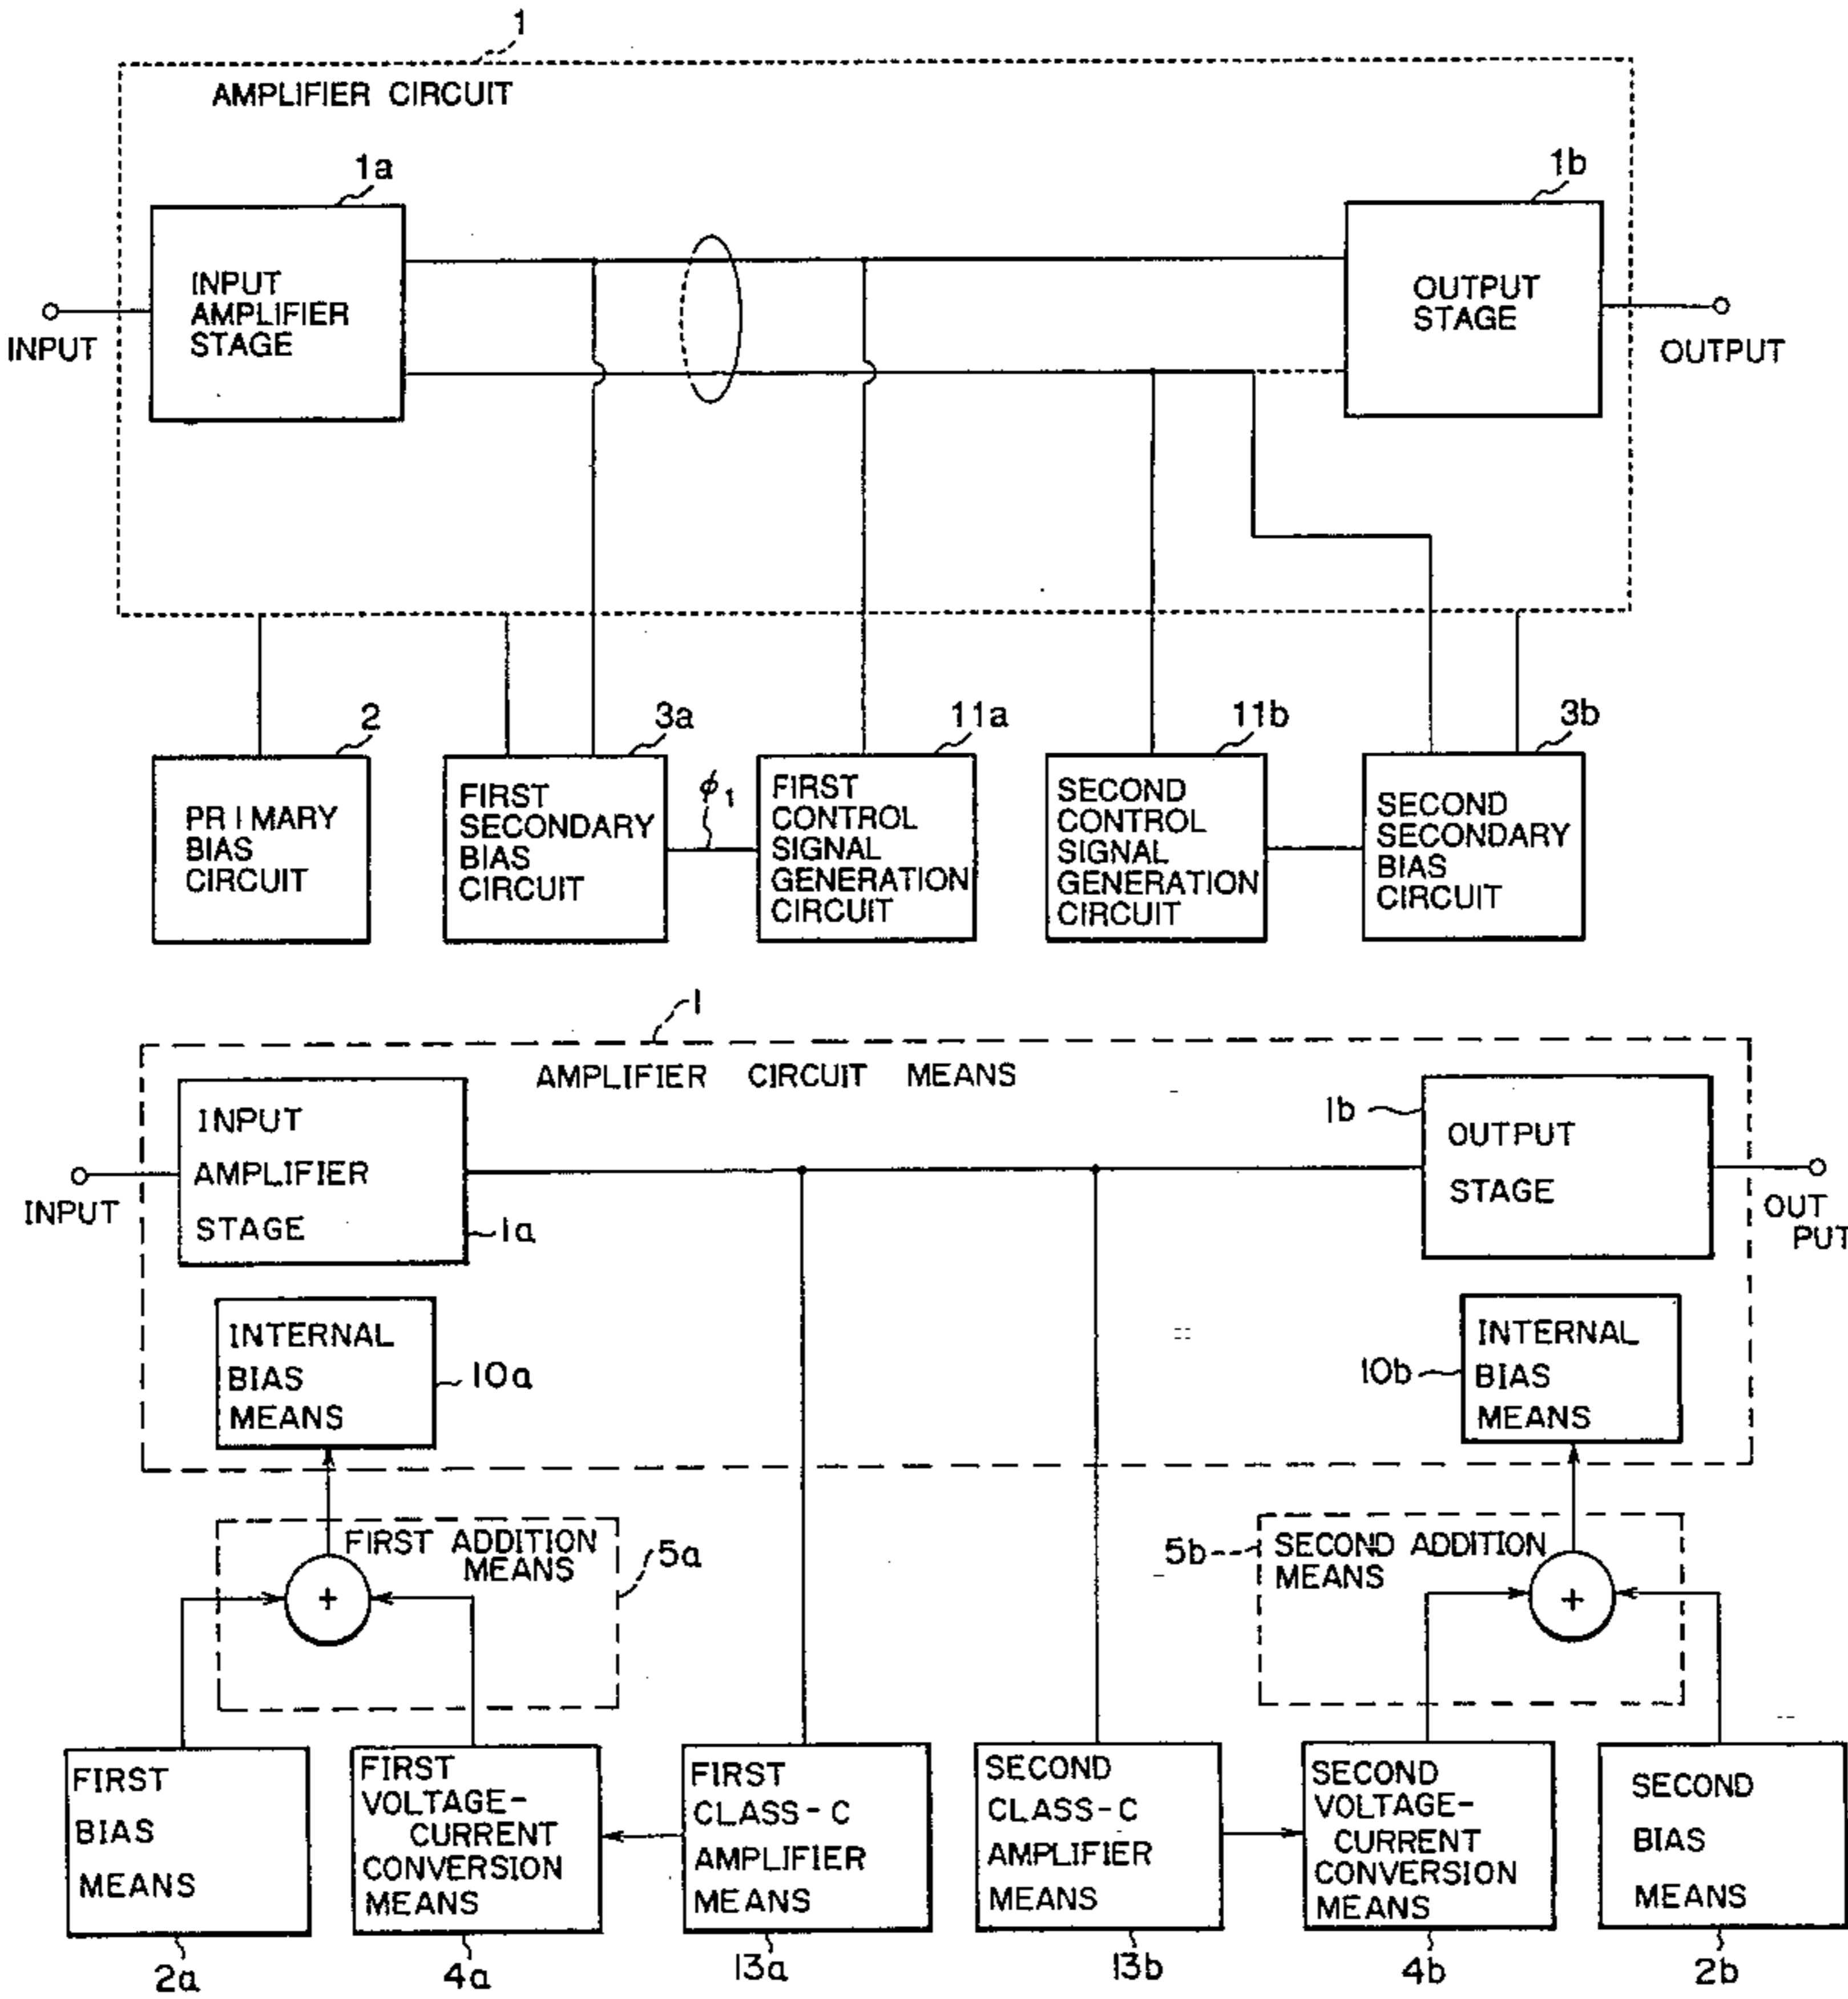 1
AMPLIFIER CIRCUIT
1a
1b
INPUT
AMPLIFIER
STAGE
OUTPUT
STAGE
INPUT
OUTPUT
2
3a
11a
11b
3b
PRIMARY
BIAS
CIRCUIT
FIRST
SECONDARY
BIAS
CIRCUIT
ϕ1
FIRST
CONTROL
SIGNAL
GENERATION
CIRCUIT
SECOND
CONTROL
SIGNAL
GENERATION
CIRCUIT
SECOND
SECONDARY
BIAS
CIRCUIT
1
AMPLIFIER CIRCUIT MEANS
INPUT
AMPLIFIER
STAGE
1a
1b
OUTPUT
STAGE
INPUT
OUT
PUT
INTERNAL
BIAS
MEANS
10a
10b
INTERNAL
BIAS
MEANS
FIRST ADDITION
MEANS
5a
+
5b
SECOND ADDITION
MEANS
+
FIRST
BIAS
MEANS
FIRST
VOLTAGE-
CURRENT
CONVERSION
MEANS
FIRST
CLASS-C
AMPLIFIER
MEANS
SECOND
CLASS-C
AMPLIFIER
MEANS
SECOND
VOLTAGE-
CURRENT
CONVERSION
MEANS
SECOND
BIAS
MEANS
2a
4a
13a
13b
4b
2b